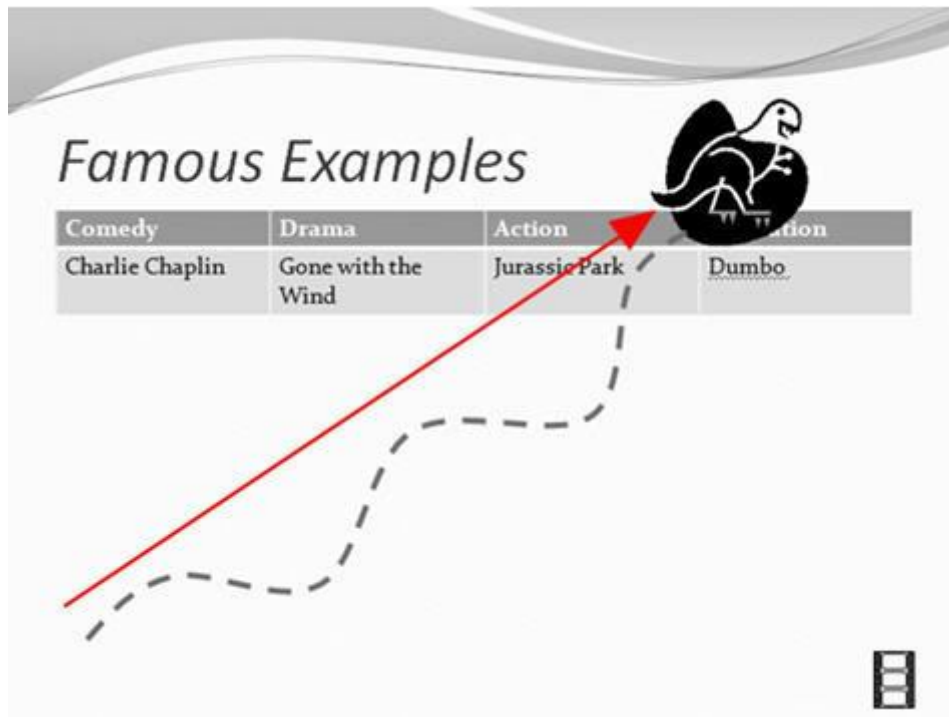 Famous Examples
Comedy Drama Action
Charlie Chaplin Gone with the Jurassic Park Dumbo
Wind